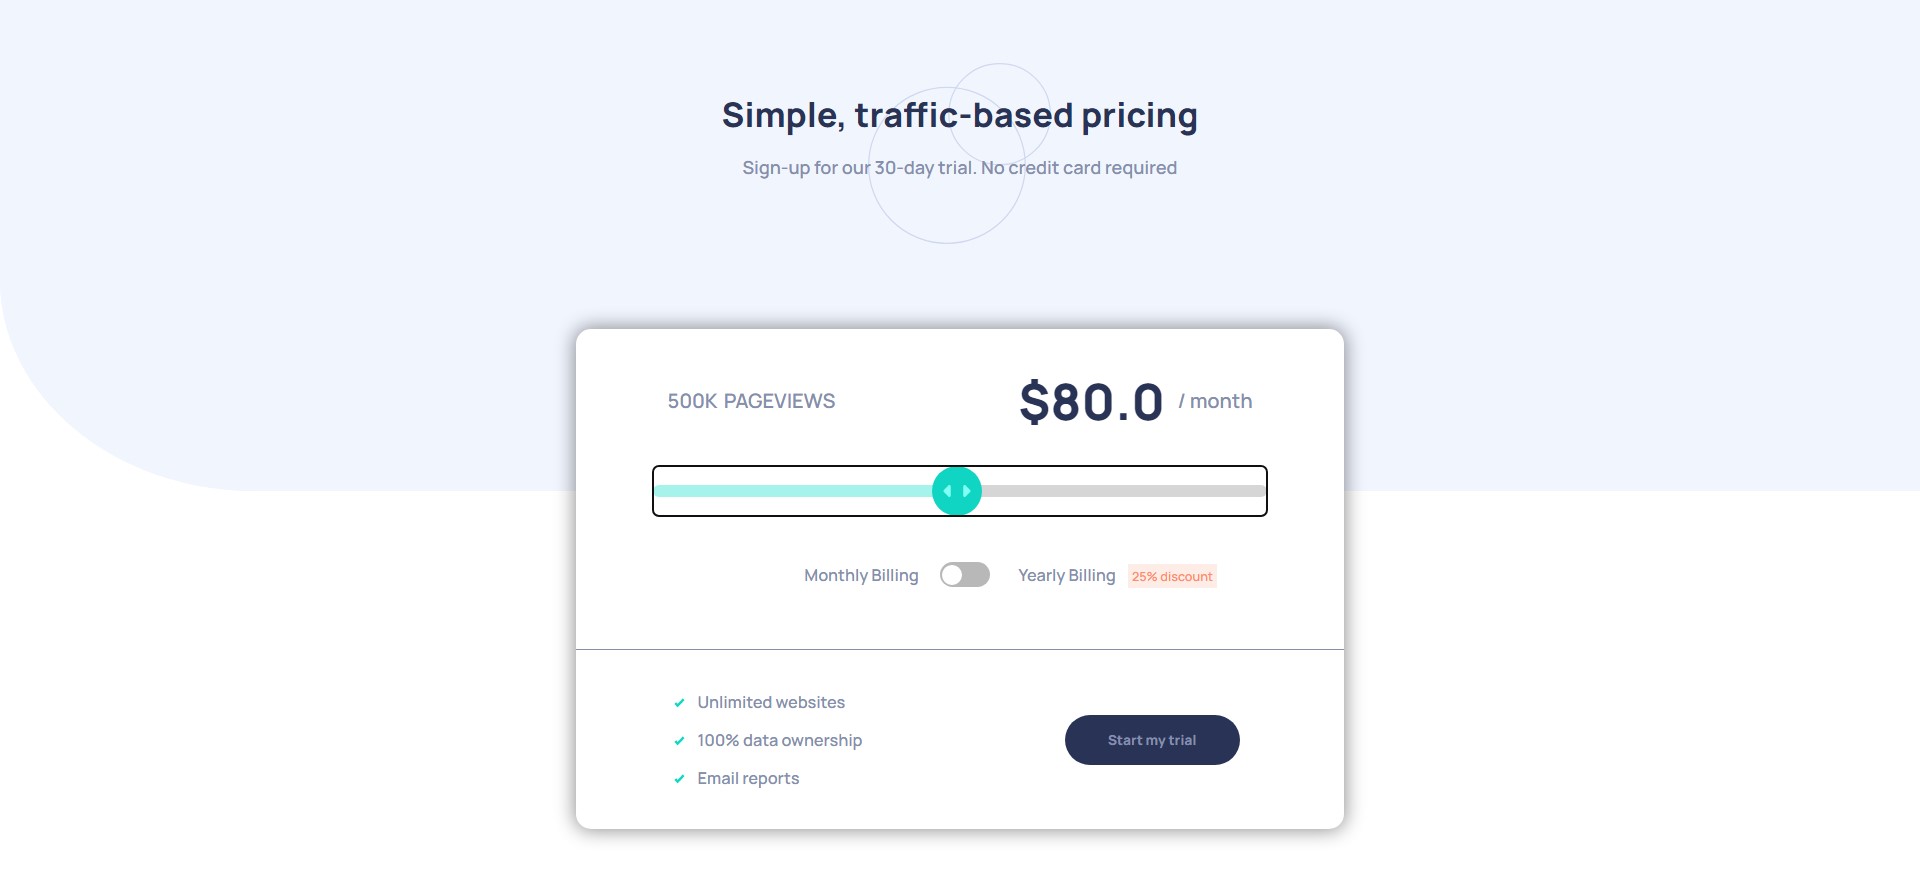 Simple, traffic-based pricing
Sign-up for our 30-day trial. No credit card required
500K PAGEVIEWS
$80.0 / month
Monthly Billing
Yearly Billing 25% discount
Unlimited websites
100% data ownership
Email reports
Start my trial